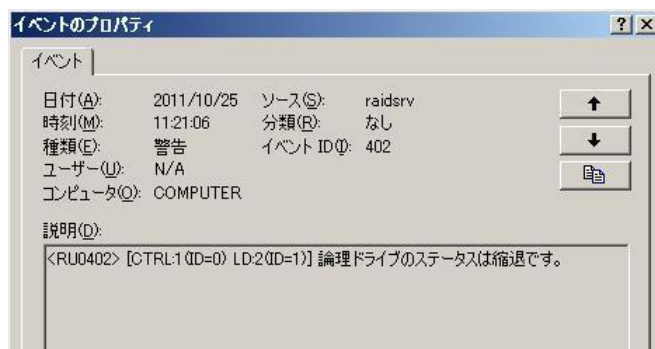 イベントのプロパティ
イベント
日付(A): 2011/10/25 ソース(S): raidsrv
時刻(M): 11:21:06 分類(R): なし
種類(E): 警告 イベント ID(I): 402
ユーザー(U): N/A
コンピュータ(O): COMPUTER
説明(D):
<RU0402> [CTRL:1(ID=0) LD:2(ID=1)] 論理ドライブのステータスは縮退です。